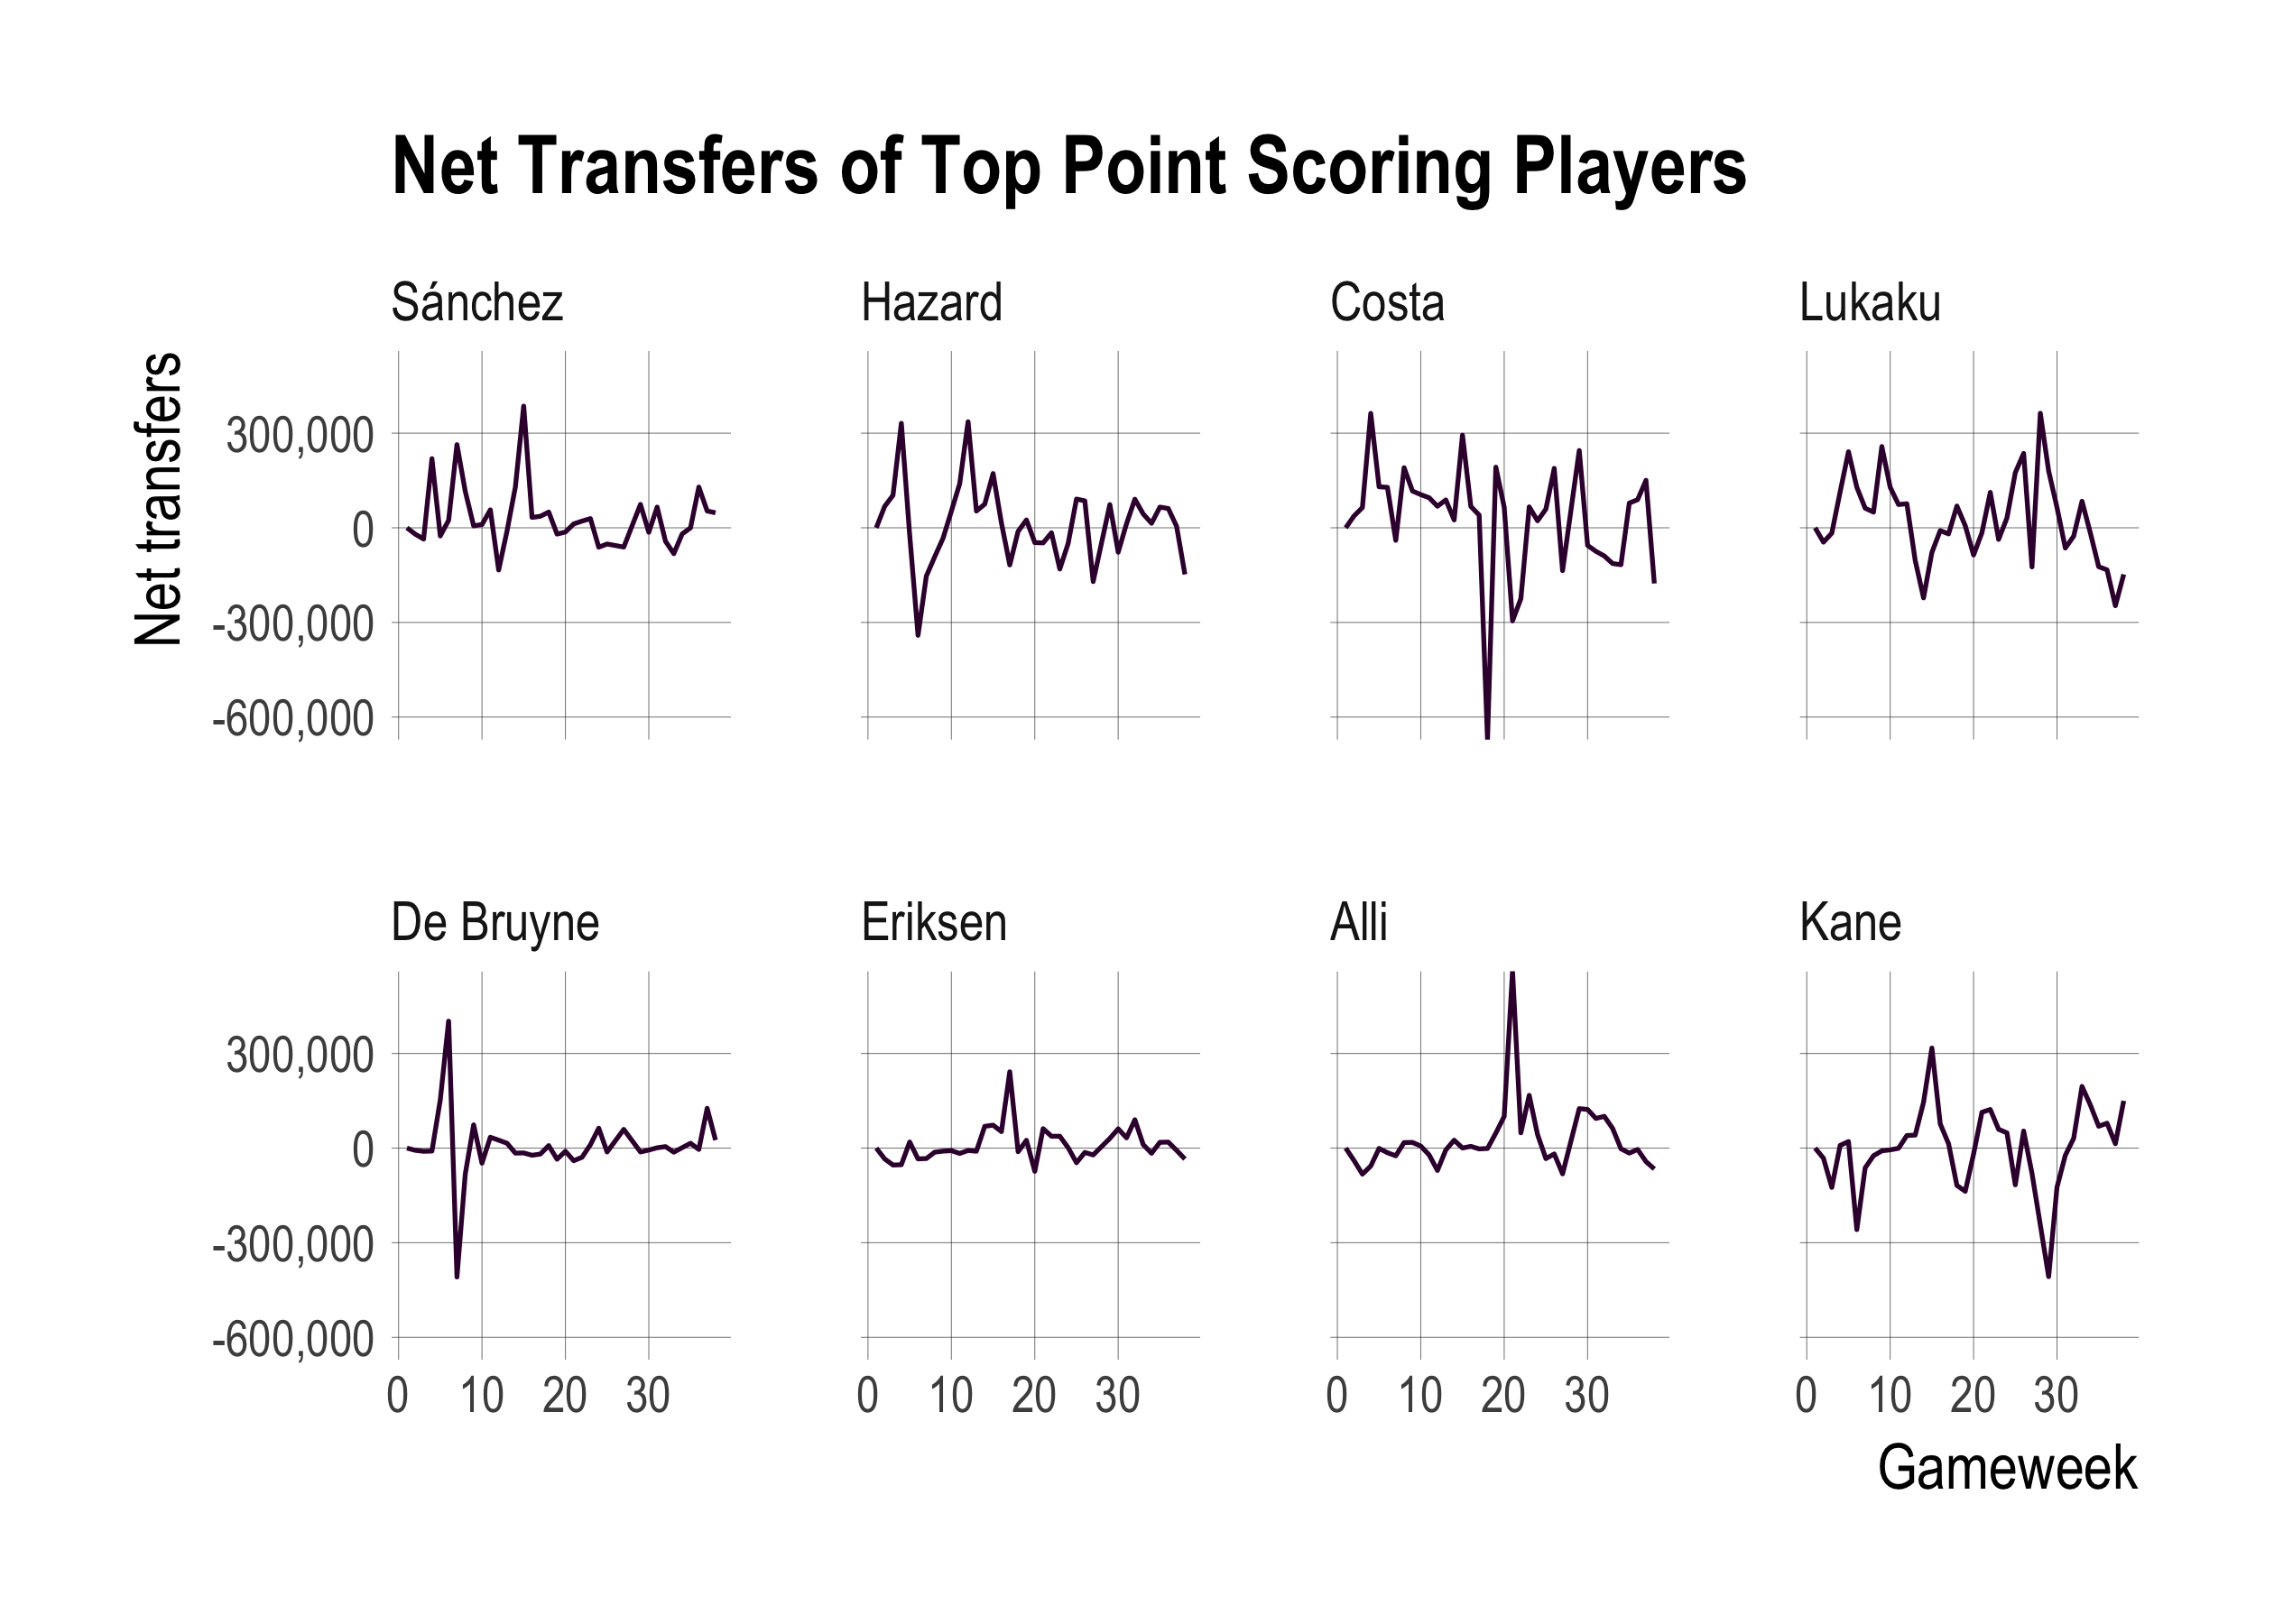 Net Transfers of Top Point Scoring Players
Sánchez
Hazard
Costa
Lukaku
Net transfers
300,000
0
-300,000
-600,000
De Bruyne
Eriksen
Alli
Kane
300,000
0
-300,000
-600,000
0 10 20 30
0 10 20 30
0 10 20 30
0 10 20 30
Gameweek